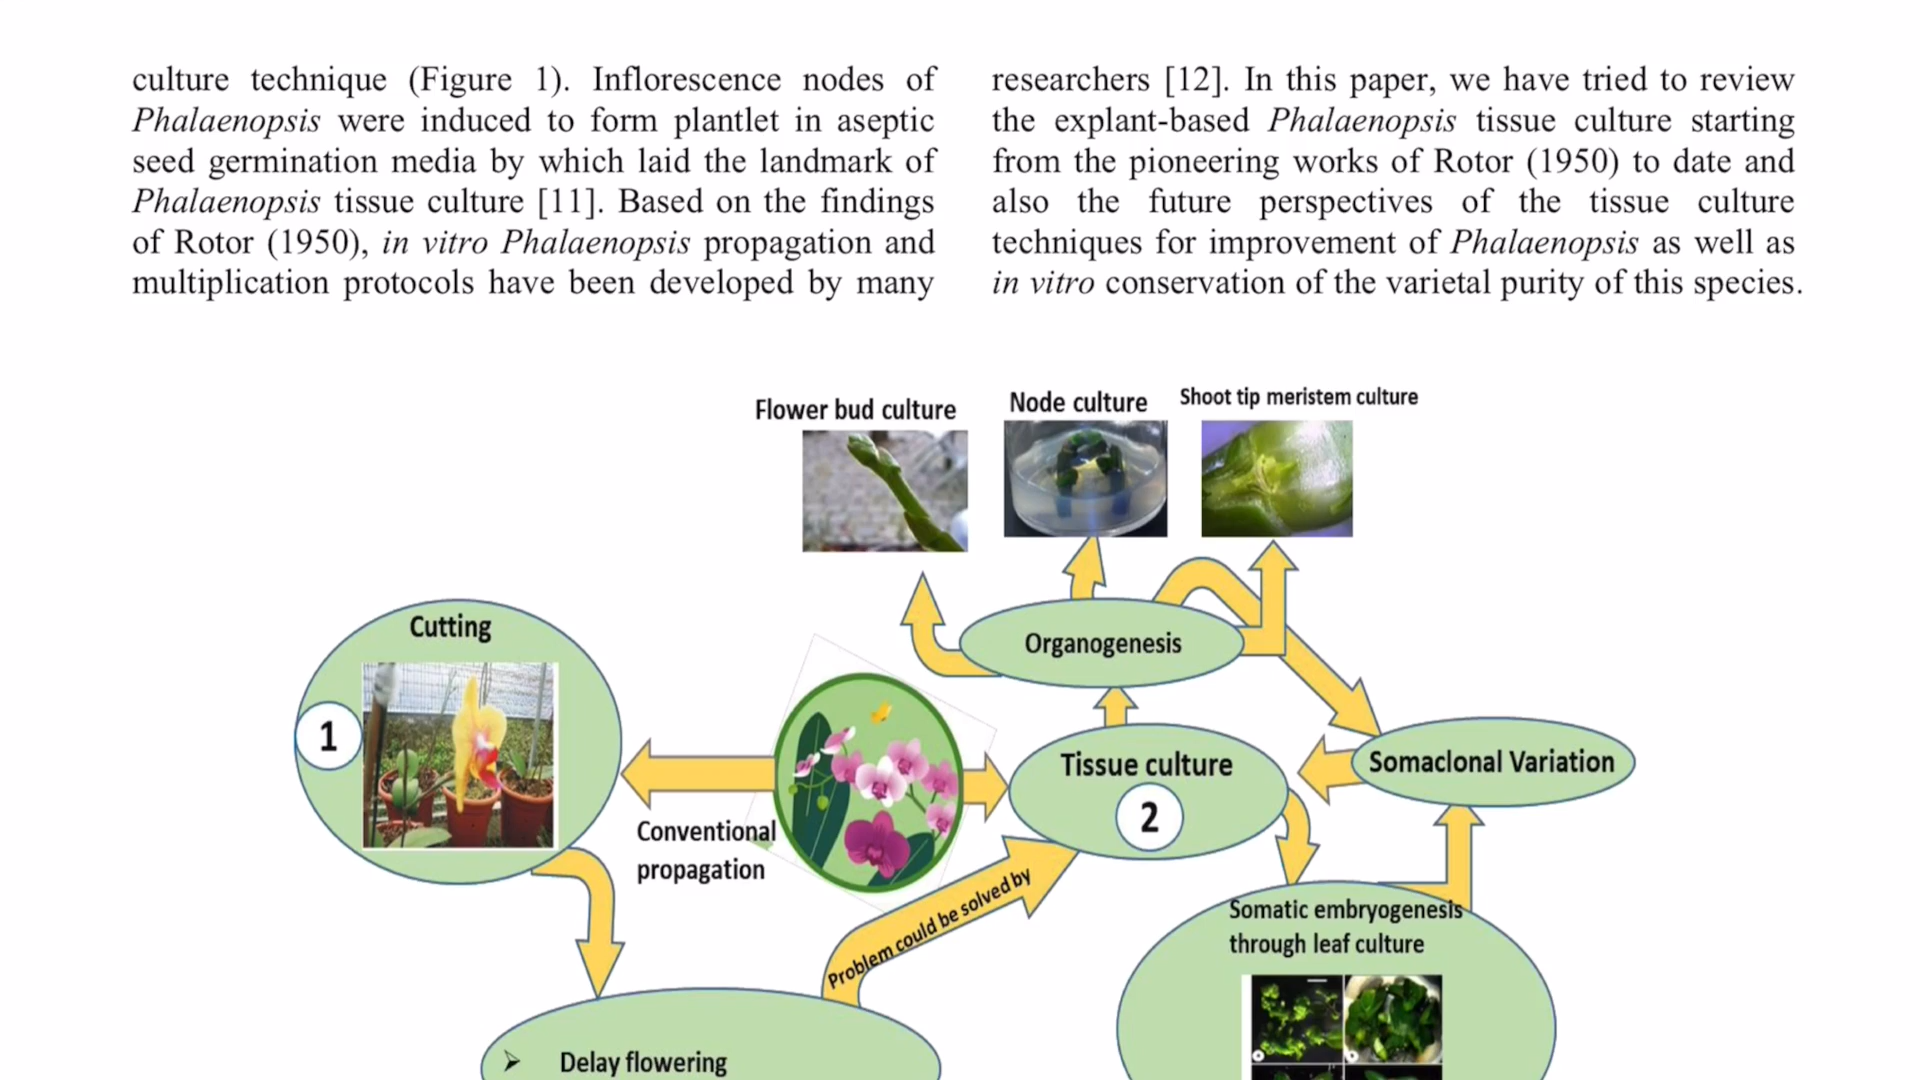 culture technique (Figure 1). Inflorescence nodes of
Phalaenopsis were induced to form plantlet in aseptic
seed germination media by which laid the landmark of
Phalaenopsis tissue culture [11]. Based on the findings
of Rotor (1950), in vitro Phalaenopsis propagation and
multiplication protocols have been developed by many
researchers [12]. In this paper, we have tried to review
the explant-based Phalaenopsis tissue culture starting
from the pioneering works of Rotor (1950) to date and
also the future perspectives of the tissue culture
techniques for improvement of Phalaenopsis as well as
in vitro conservation of the varietal purity of this species.
Flower bud culture
Node culture
Shoot tip meristem culture
Cutting
1
Organogenesis
Tissue culture
2
Somaclonal Variation
Conventional
propagation
Problem could be solved by
Somatic embryogenesis
through leaf culture
Delay flowering